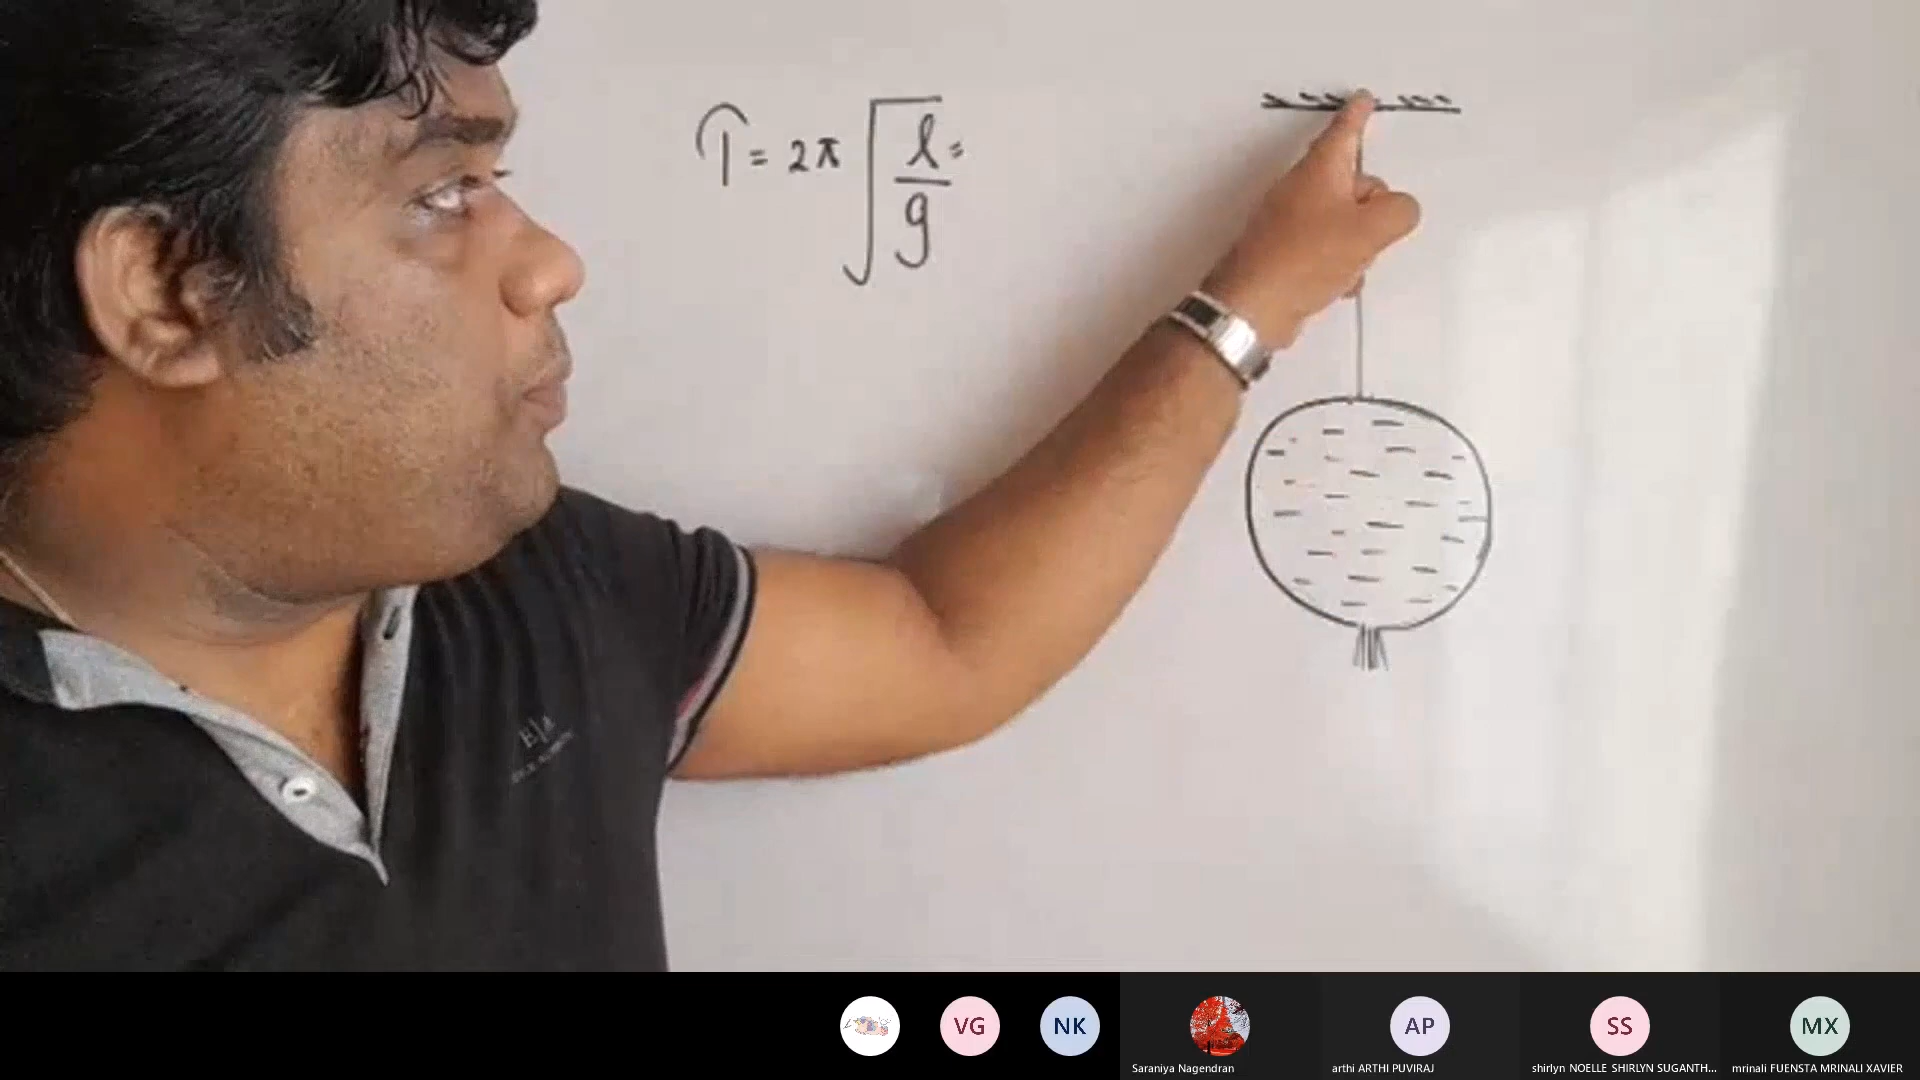 T = 2π √ l =
g
VG
NK
AP
SS
MX
Saraniya Nagendran
arthi ARTHI PUVIRAJ
shirlyn NOELLE SHIRLYN SUGANTH...
mrinali FUENSTA MRINALI XAVIER